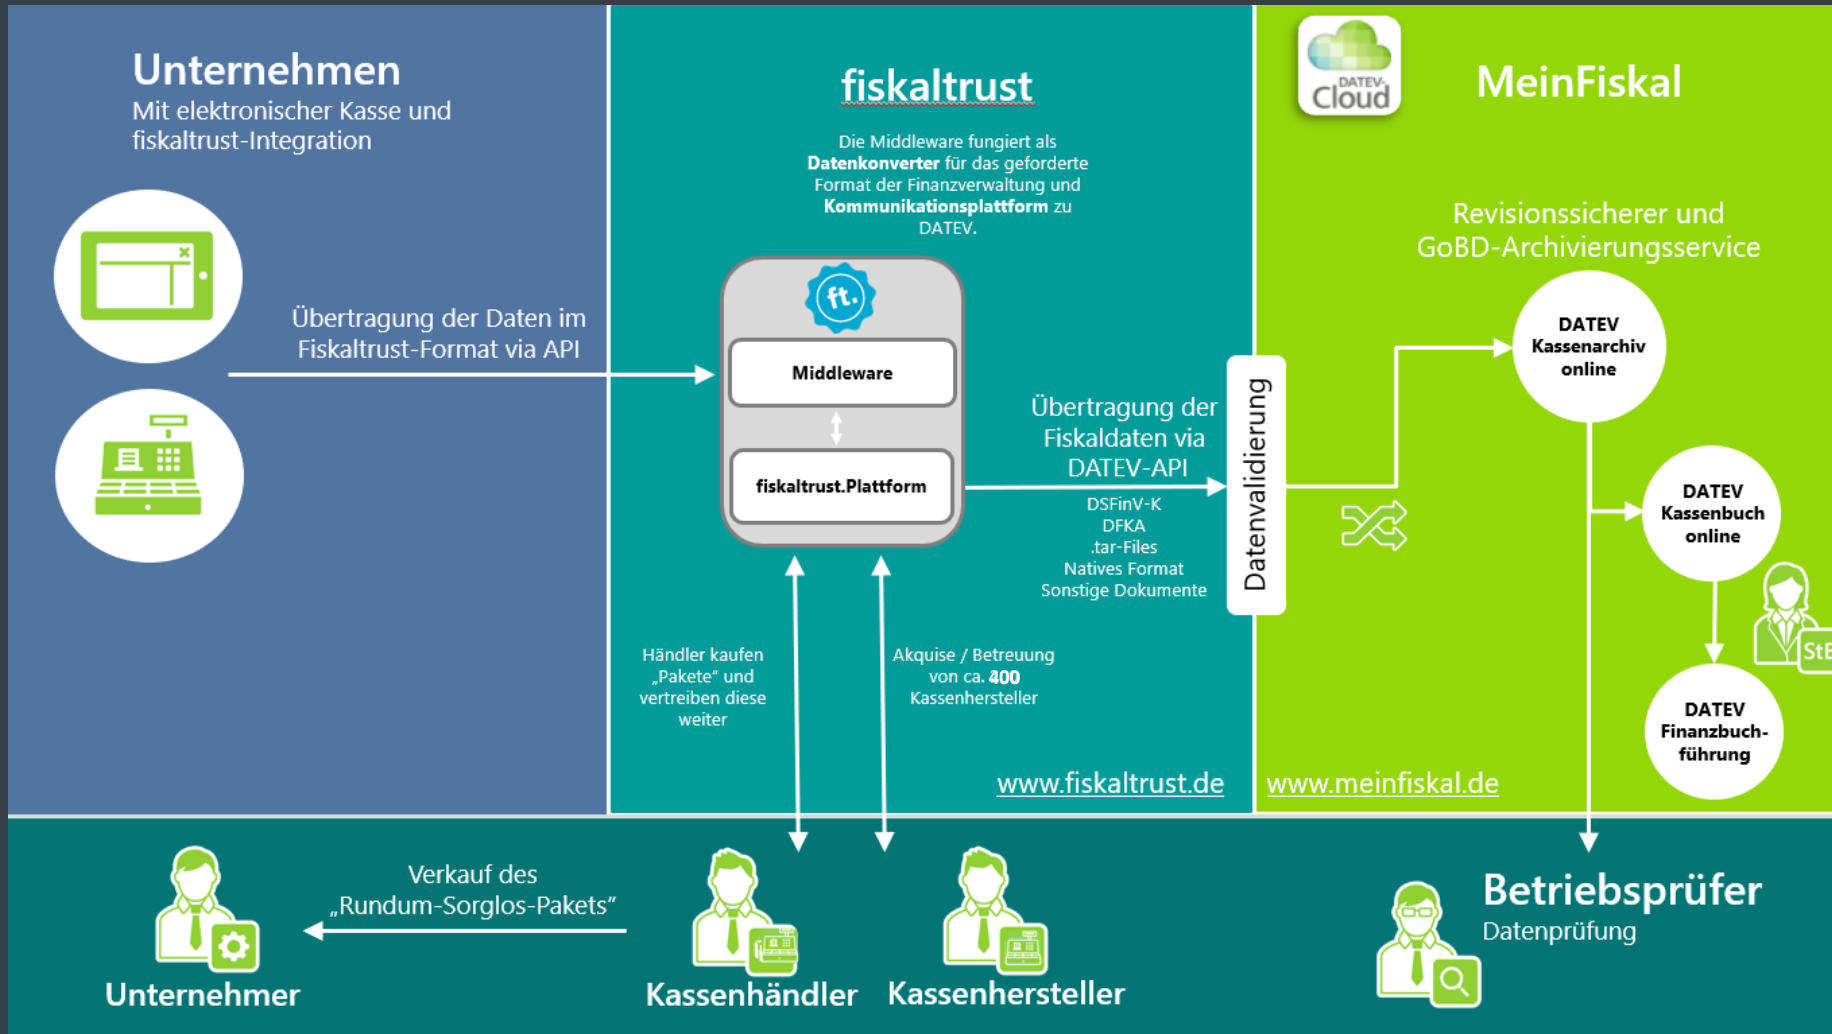 Unternehmen
Mit elektronischer Kasse und
fiskaltrust-Integration
Übertragung der Daten im
Fiskaltrust-Format via API
fiskaltrust
Die Middleware fungiert als
Datenkonverter für das geforderte
Format der Finanzverwaltung und
Kommunikationsplattform zu
DATEV.
ft.
Middleware
fiskaltrust.Plattform
Übertragung der
Fiskaldaten via
DATEV-API
DSFinV-K
DFKA
.tar-Files
Natives Format
Sonstige Dokumente
Datenvalidierung
Händler kaufen
„Pakete“ und
vertreiben diese
weiter
Akquise / Betreuung
von ca. 400
Kassenhersteller
www.fiskaltrust.de
DATEV-
Cloud
MeinFiskal
Revisionssicherer und
GoBD-Archivierungsservice
DATEV
Kassenarchiv
online
DATEV
Kassenbuch
online
StB
DATEV
Finanzbuch-
führung
www.meinfiskal.de
Unternehmer
Verkauf des
„Rundum-Sorglos-Pakets“
Kassenhändler
Kassenhersteller
Betriebsprüfer
Datenprüfung